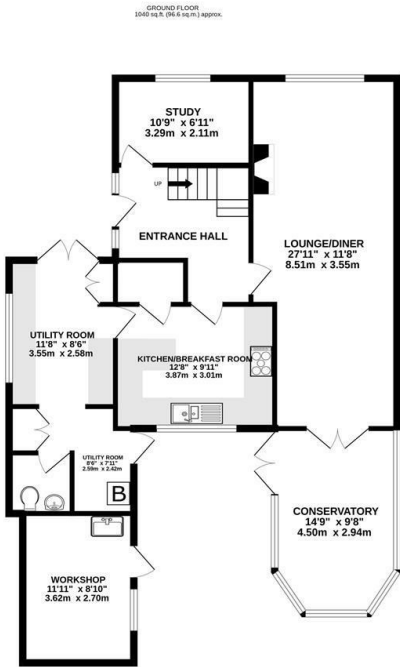 GROUND FLOOR
1040 sq.ft. (96.6 sq.m.) approx.
STUDY
10'9" x 6'11"
3.29m x 2.11m
UP
ENTRANCE HALL
LOUNGE/DINER
27'11" x 11'8"
8.51m x 3.55m
UTILITY ROOM
11'8" x 8'6"
3.55m x 2.58m
KITCHEN/BREAKFAST ROOM
12'8" x 9'11"
3.87m x 3.01m
UTILITY ROOM
8'6" x 7'11"
2.59m x 2.42m
B
CONSERVATORY
14'9" x 9'8"
4.50m x 2.94m
WORKSHOP
11'11" x 8'10"
3.62m x 2.70m